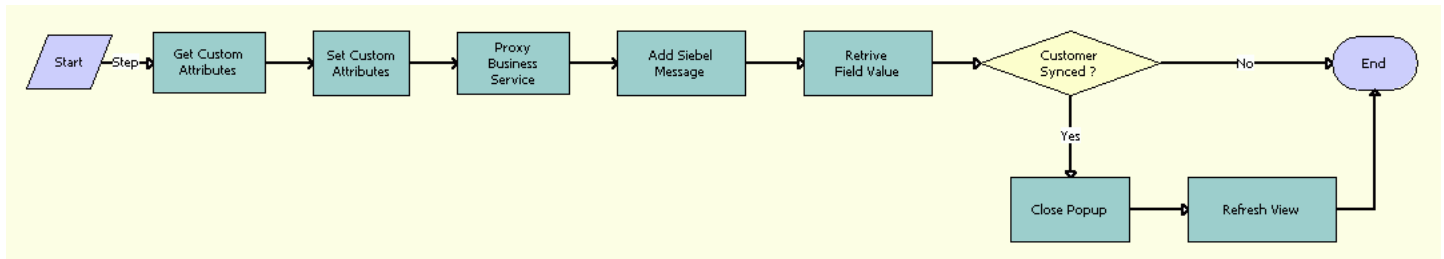 Start
Step
Get Custom
Attributes
Set Custom
Attributes
Proxy
Business
Service
Add Siebel
Message
Retrive
Field Value
Customer
Synced ?
No
End
Yes
Close Popup
Refresh View